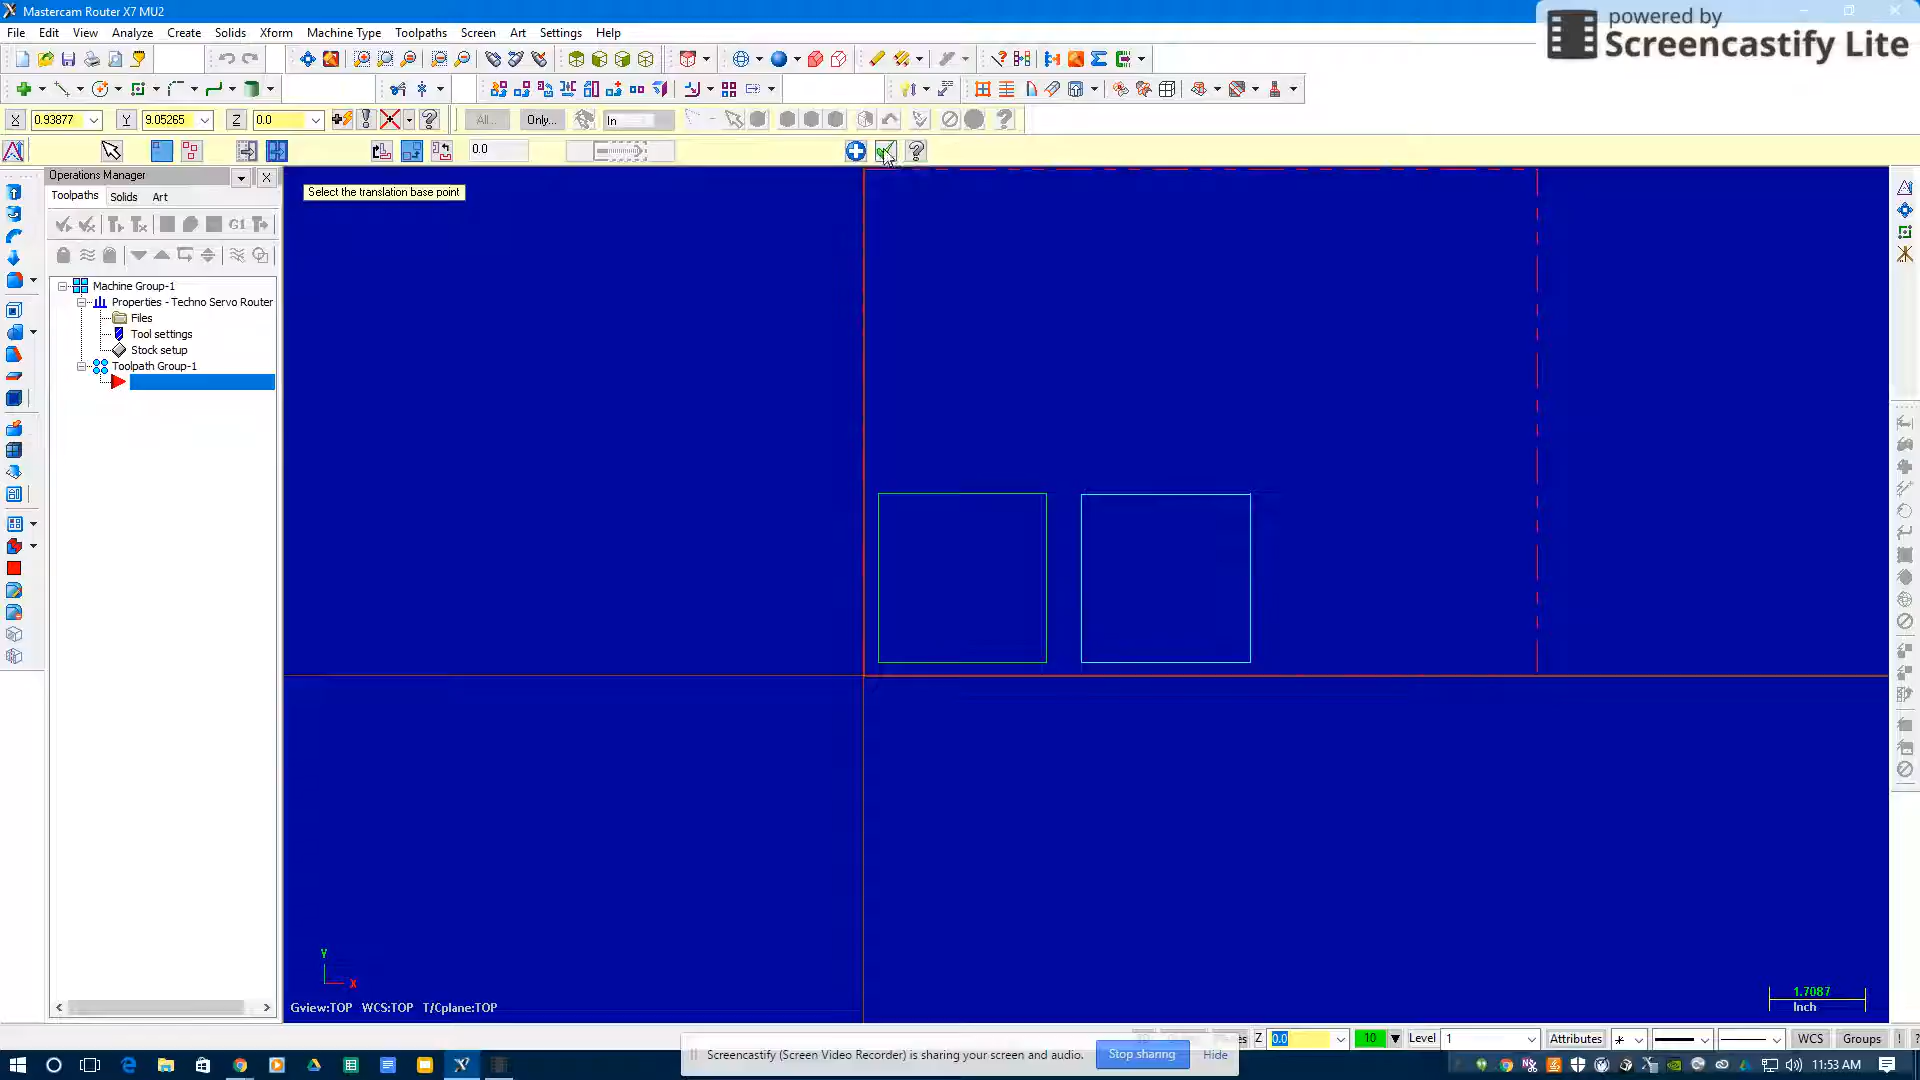 Mastercam Router X7 MU2
powered by
Screencastify Lite
File Edit View Analyze Create Solids Xform Machine Type Toolpaths Screen Art Settings Help
X 0.93877 Y 9.05265 Z 0.0 All... Only... In
0.0
Operations Manager
Toolpaths Solids Art
Select the translation base point
G1
Machine Group-1
Properties - Techno Servo Router
Files
Tool settings
Stock setup
Toolpath Group-1
Y
X
Gview:TOP WCS:TOP T/Cplane:TOP
1.7087
Inch
Z 0.0 10 Level 1 Attributes WCS Groups
Screencastify (Screen Video Recorder) is sharing your screen and audio. Stop sharing Hide
11:53 AM